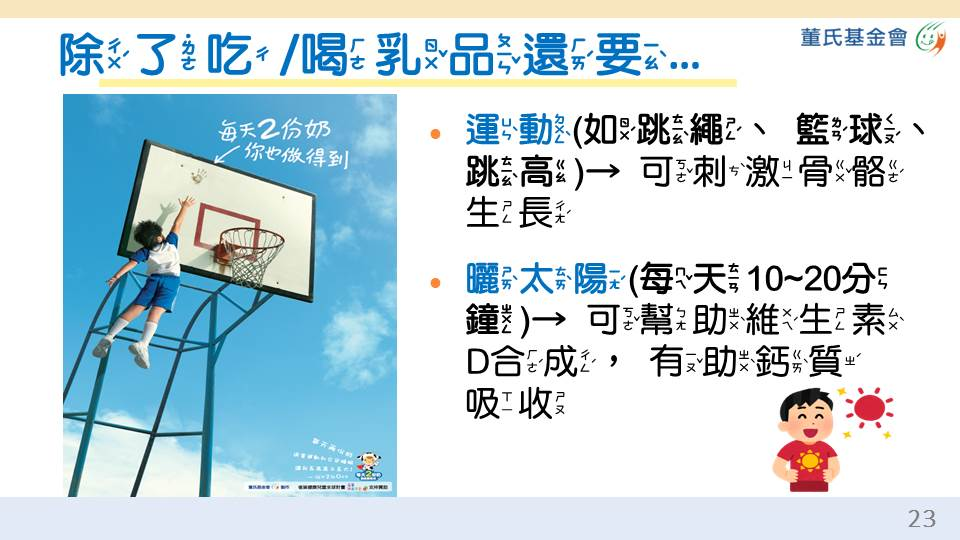 董氏基金會
除了吃/喝乳品還要...
每天2份奶
你也做得到
運動(如跳繩、籃球、
跳高)→ 可刺激骨骼
生長
曬太陽(每天10~20分
鐘)→ 可幫助維生素
D合成，有助鈣質
吸收
23